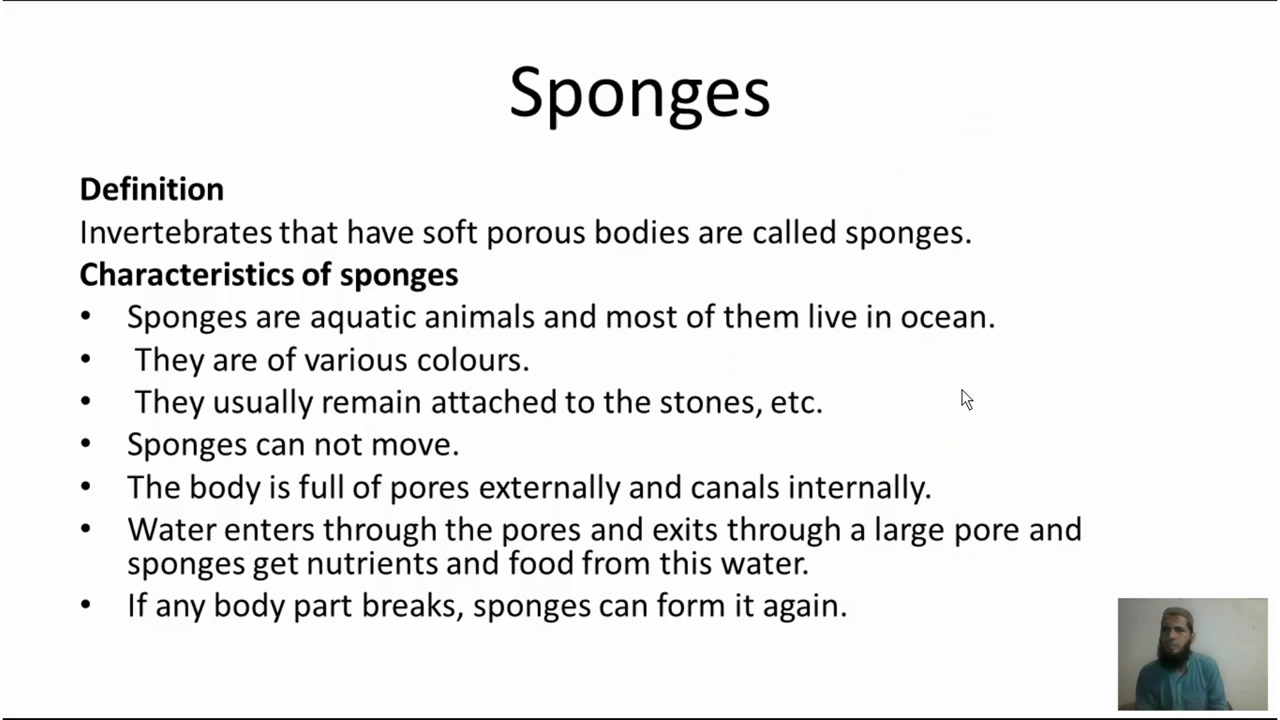 Sponges
Definition
Invertebrates that have soft porous bodies are called sponges.
Characteristics of sponges
• Sponges are aquatic animals and most of them live in ocean.
• They are of various colours.
• They usually remain attached to the stones, etc.
• Sponges can not move.
• The body is full of pores externally and canals internally.
• Water enters through the pores and exits through a large pore and
sponges get nutrients and food from this water.
• If any body part breaks, sponges can form it again.